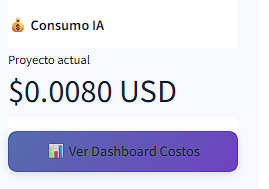 💰 Consumo IA
Proyecto actual
$0.0080 USD
📊 Ver Dashboard Costos